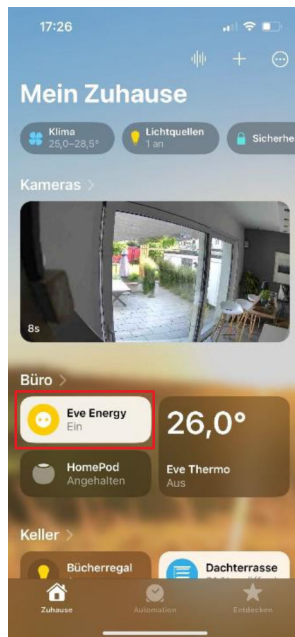 17:26
Mein Zuhause
Klima
25,0–28,5°
Lichtquellen
1 an
Sicherhe
Kameras >
8s
Büro >
Eve Energy
Ein
26,0°
HomePod
Angehalten
Eve Thermo
Aus
Keller >
Bücherregal
Dachterrasse
Zuhause
Automation
Entdecken